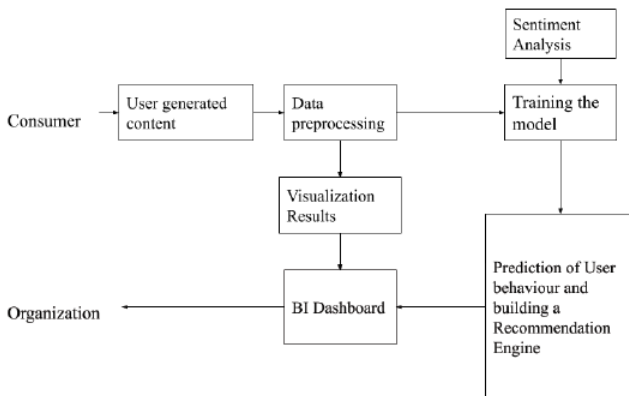 Sentiment
Analysis
Consumer
User generated
content
Data
preprocessing
Training the
model
Visualization
Results
Organization
BI Dashboard
Prediction of User
behaviour and
building a
Recommendation
Engine